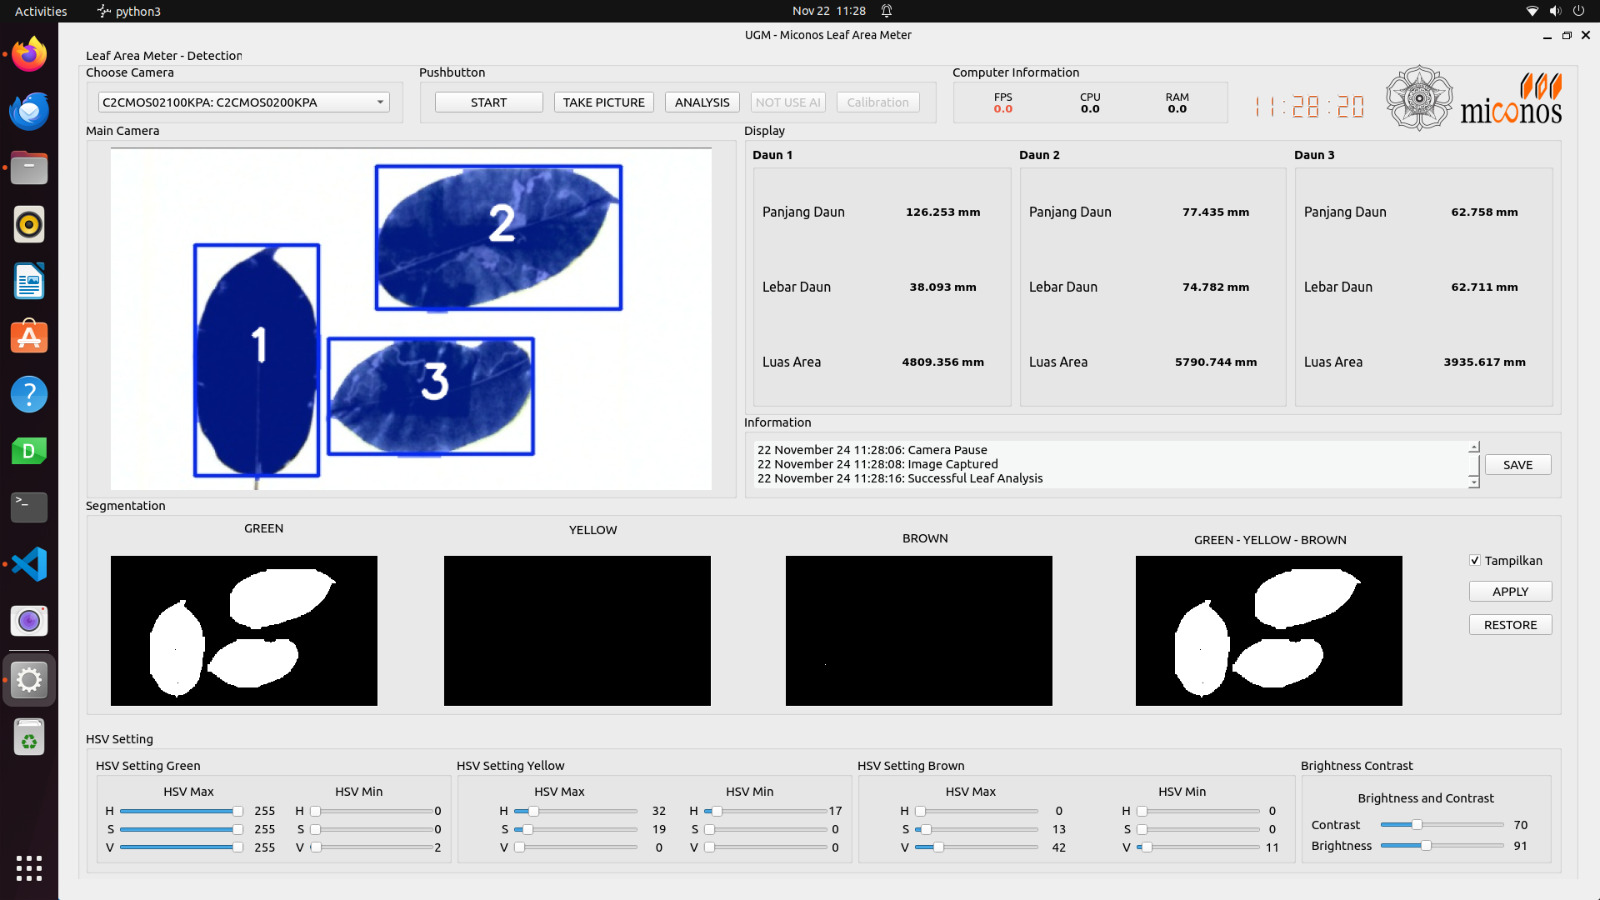 Activities python3 Nov 22 11:28
UGM - Miconos Leaf Area Meter
Leaf Area Meter - Detection
Choose Camera Pushbutton Computer Information
C2CMOS02100KPA: C2CMOS0200KPA START TAKE PICTURE ANALYSIS NOT USE AI Calibration
FPS CPU RAM
0.0 0.0 0.0
11:28:20
miconos
Main Camera Display
1
2
3
Daun 1 Daun 2 Daun 3
Panjang Daun 126.253 mm Panjang Daun 77.435 mm Panjang Daun 62.758 mm
Lebar Daun 38.093 mm Lebar Daun 74.782 mm Lebar Daun 62.711 mm
Luas Area 4809.356 mm Luas Area 5790.744 mm Luas Area 3935.617 mm
Information
22 November 24 11:28:06: Camera Pause
22 November 24 11:28:08: Image Captured
22 November 24 11:28:16: Successful Leaf Analysis
SAVE
Segmentation
GREEN YELLOW BROWN GREEN - YELLOW - BROWN
Tampilkan
APPLY
RESTORE
HSV Setting
HSV Setting Green HSV Setting Yellow HSV Setting Brown Brightness Contrast
HSV Max HSV Min HSV Max HSV Min HSV Max HSV Min Brightness and Contrast
H 255 H 0 H 32 H 17 H 0 H 0
S 255 S 0 S 19 S 0 S 13 S 0
V 255 V 2 V 0 V 0 V 42 V 11
Contrast 70
Brightness 91